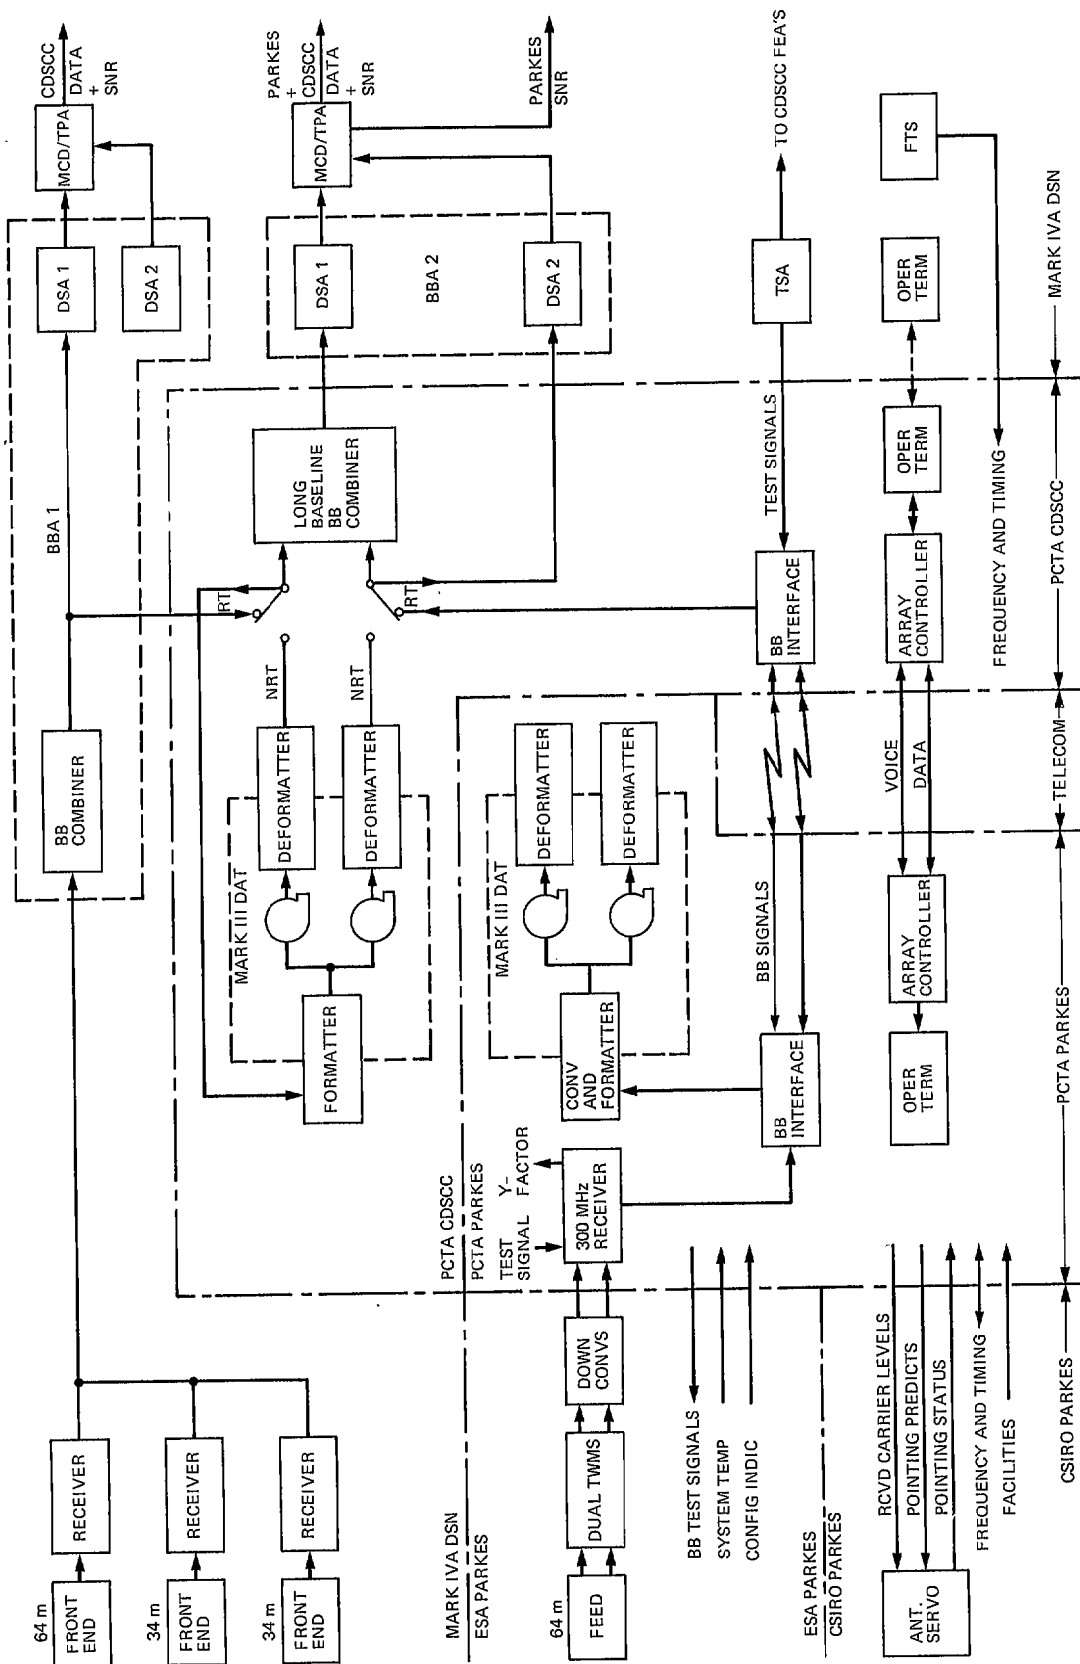 64 m
FRONT
END
RECEIVER
34 m
FRONT
END
RECEIVER
34 m
FRONT
END
RECEIVER
BB
COMBINER
BBA 1
DSA 1
DSA 2
MCD/TPA
CDSCC
DATA
+
SNR
FORMATTER
MARK III DAT
DEFORMATTER
DEFORMATTER
NRT
NRT
RT
RT
LONG
BASELINE
BB
COMBINER
DSA 1
BBA 2
DSA 2
MCD/TPA
PARKES
+
CDSCC
DATA
+
SNR
PARKES
SNR
MARK IVA DSN
ESA PARKES
PCTA CDSCC
PCTA PARKES
64 m
FEED
DUAL TWMS
DOWN
CONVS
TEST
SIGNAL
Y-
FACTOR
300 MHz
RECEIVER
CONV
AND
FORMATTER
MARK III DAT
DEFORMATTER
DEFORMATTER
BB TEST SIGNALS
SYSTEM TEMP
CONFIG INDIC
BB
INTERFACE
BB SIGNALS
BB
INTERFACE
TEST SIGNALS
TSA
TO CDSCC FEA'S
ESA PARKES
CSIRO PARKES
ANT.
SERVO
RCVD CARRIER LEVELS
POINTING PREDICTS
POINTING STATUS
FREQUENCY AND TIMING
FACILITIES
OPER
TERM
ARRAY
CONTROLLER
VOICE
DATA
ARRAY
CONTROLLER
OPER
TERM
OPER
TERM
FTS
FREQUENCY AND TIMING
CSIRO PARKES
PCTA PARKES
TELECOM
PCTA CDSCC
MARK IVA DSN